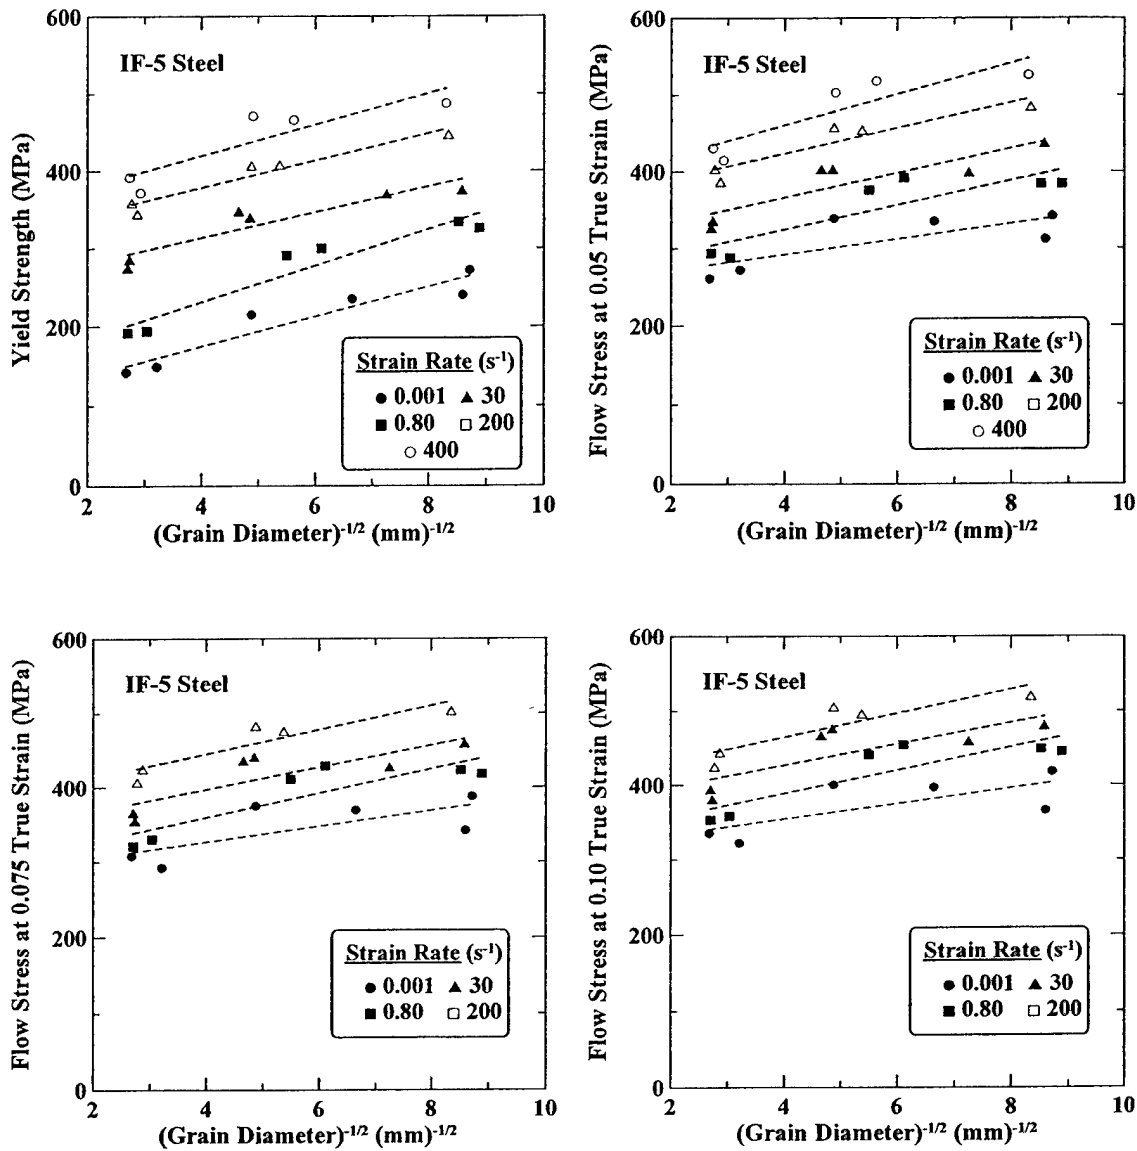 600
400
200
0
Yield Strength (MPa)
IF-5 Steel
Strain Rate (s-1)
0.001 30
0.80 200
400
2 4 6 8 10
(Grain Diameter)-1/2 (mm)-1/2
600
400
200
0
Flow Stress at 0.05 True Strain (MPa)
IF-5 Steel
Strain Rate (s-1)
0.001 30
0.80 200
400
2 4 6 8 10
(Grain Diameter)-1/2 (mm)-1/2
600
400
200
0
Flow Stress at 0.075 True Strain (MPa)
IF-5 Steel
Strain Rate (s-1)
0.001 30
0.80 200
2 4 6 8 10
(Grain Diameter)-1/2 (mm)-1/2
600
400
200
0
Flow Stress at 0.10 True Strain (MPa)
IF-5 Steel
Strain Rate (s-1)
0.001 30
0.80 200
2 4 6 8 10
(Grain Diameter)-1/2 (mm)-1/2